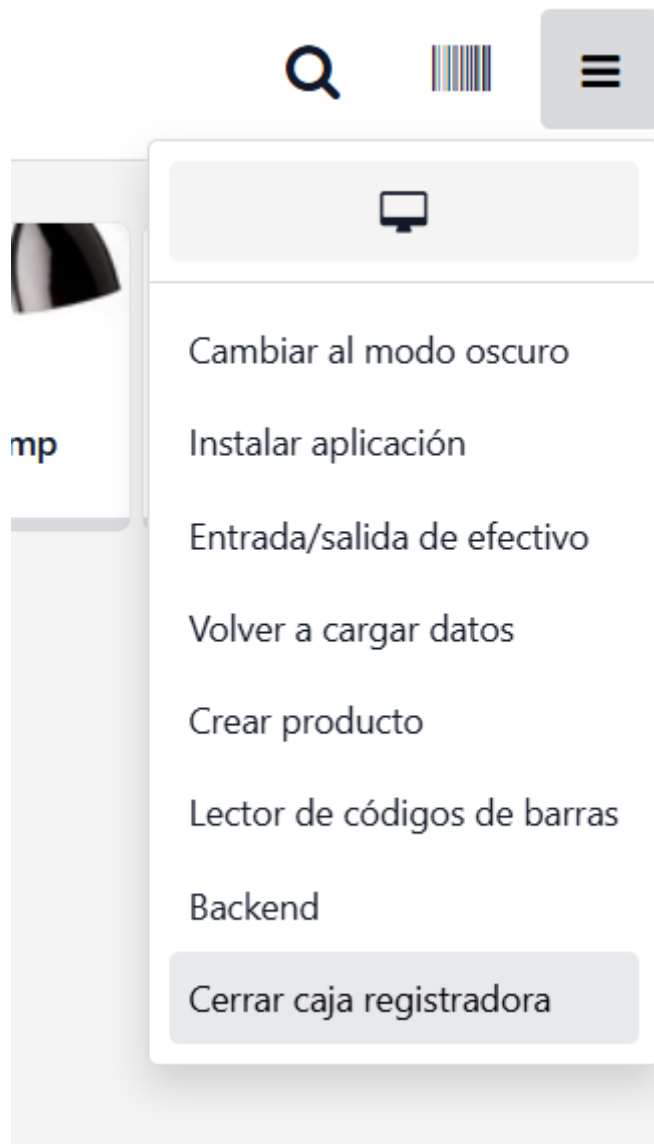 mp
Cambiar al modo oscuro
Instalar aplicación
Entrada/salida de efectivo
Volver a cargar datos
Crear producto
Lector de códigos de barras
Backend
Cerrar caja registradora